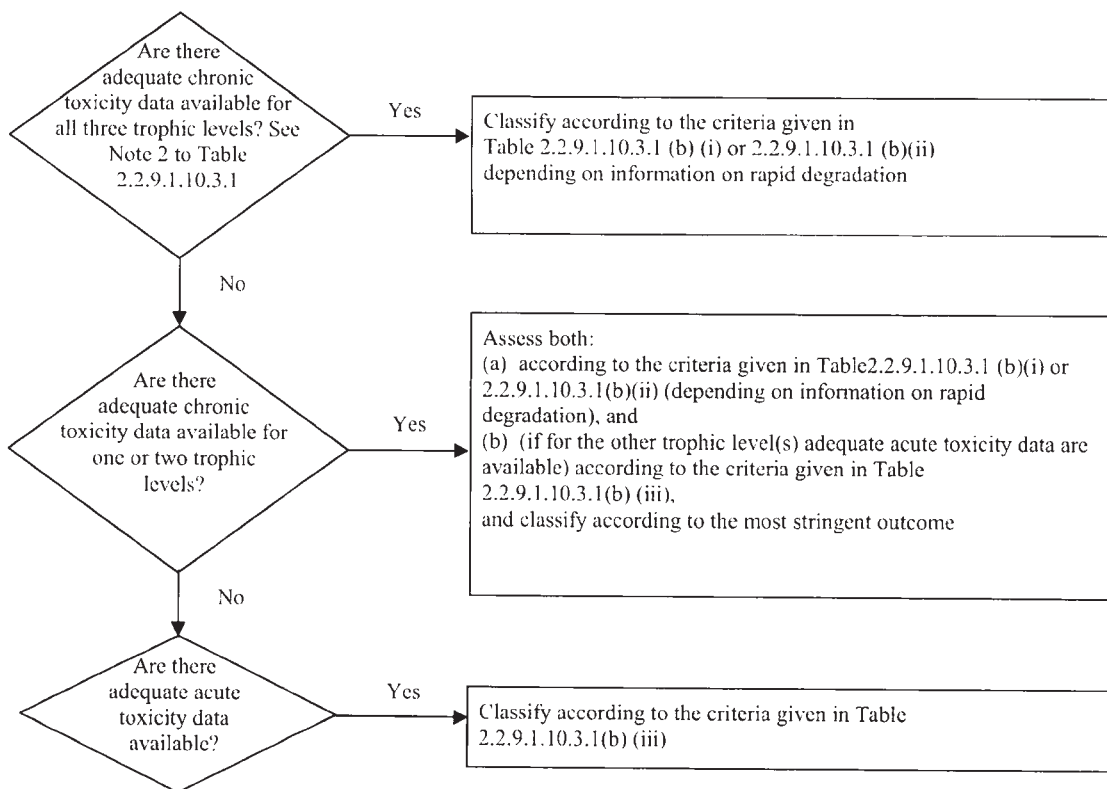 Are there
adequate chronic
toxicity data available for
all three trophic levels? See
Note 2 to Table
2.2.9.1.10.3.1
Yes
Classify according to the criteria given in
Table 2.2.9.1.10.3.1 (b) (i) or 2.2.9.1.10.3.1 (b)(ii)
depending on information on rapid degradation
No
Are there
adequate chronic
toxicity data available for
one or two trophic
levels?
Yes
Assess both:
(a) according to the criteria given in Table2.2.9.1.10.3.1 (b)(i) or
2.2.9.1.10.3.1(b)(ii) (depending on information on rapid
degradation), and
(b) (if for the other trophic level(s) adequate acute toxicity data are
available) according to the criteria given in Table
2.2.9.1.10.3.1(b) (iii),
and classify according to the most stringent outcome
No
Are there
adequate acute
toxicity data
available?
Yes
Classify according to the criteria given in Table
2.2.9.1.10.3.1(b) (iii)